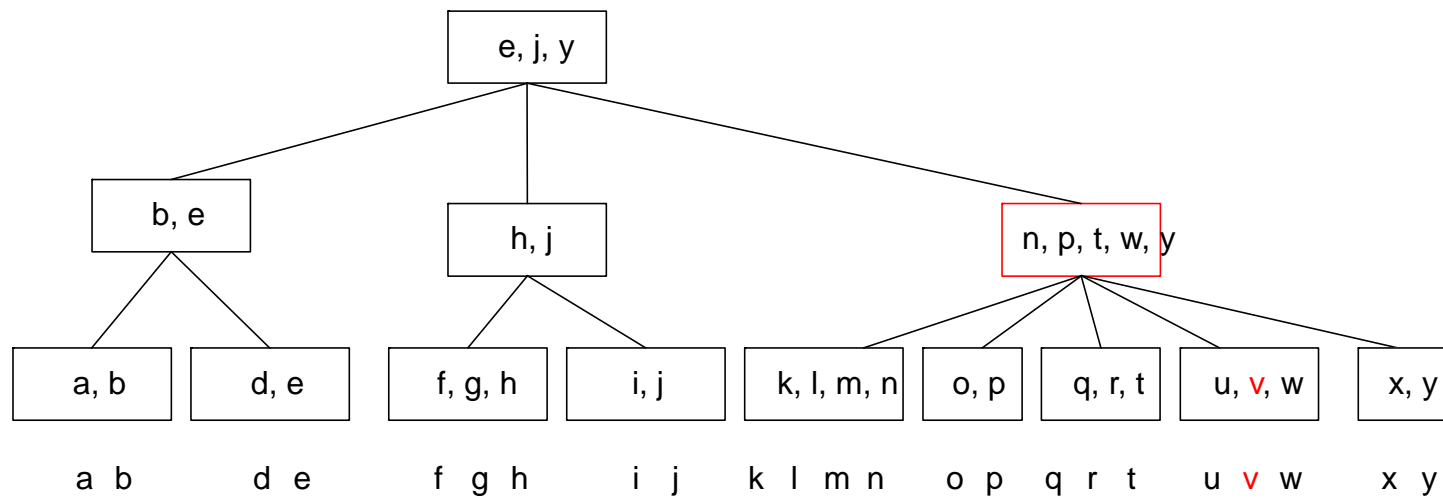 e, j, y
b, e
h, j
n, p, t, w, y
a, b
d, e
f, g, h
i, j
k, l, m, n
o, p
q, r, t
u, v, w
x, y
a b d e f g h i j k l m n o p q r t u v w x y